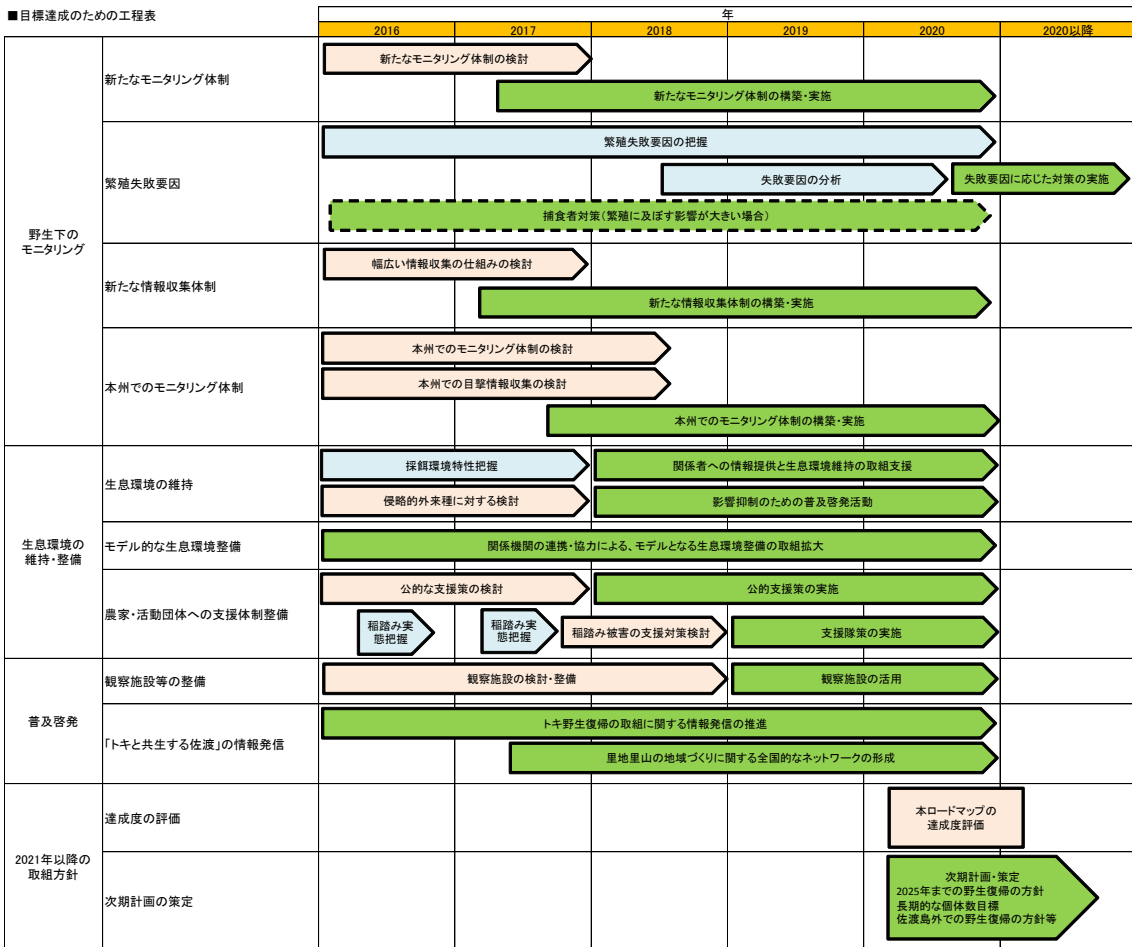 ■目標達成のための工程表
年
2016
2017
2018
2019
2020
2020以降
野生下の
モニタリング
新たなモニタリング体制
新たなモニタリング体制の検討
新たなモニタリング体制の構築・実施
繁殖失敗要因
繁殖失敗要因の把握
失敗要因の分析
失敗要因に応じた対策の実施
捕食者対策(繁殖に及ぼす影響が大きい場合)
新たな情報収集体制
幅広い情報収集の仕組みの検討
新たな情報収集体制の構築・実施
本州でのモニタリング体制
本州でのモニタリング体制の検討
本州での目撃情報収集の検討
本州でのモニタリング体制の構築・実施
生息環境の
維持・整備
生息環境の維持
採餌環境特性把握
関係者への情報提供と生息環境維持の取組支援
侵略的外来種に対する検討
影響抑制のための普及啓発活動
モデル的な生息環境整備
関係機関の連携・協力による、モデルとなる生息環境整備の取組拡大
農家・活動団体への支援体制整備
公的な支援策の検討
公的支援策の実施
稲踏み実
態把握
稲踏み実
態把握
稲踏み被害の支援対策検討
支援隊策の実施
普及啓発
観察施設等の整備
観察施設の検討・整備
観察施設の活用
「トキと共生する佐渡」の情報発信
トキ野生復帰の取組に関する情報発信の推進
里地里山の地域づくりに関する全国的なネットワークの形成
2021年以降の
取組方針
達成度の評価
本ロードマップの
達成度評価
次期計画の策定
次期計画・策定
2025年までの野生復帰の方針
長期的な個体数目標
佐渡島外での野生復帰の方針等